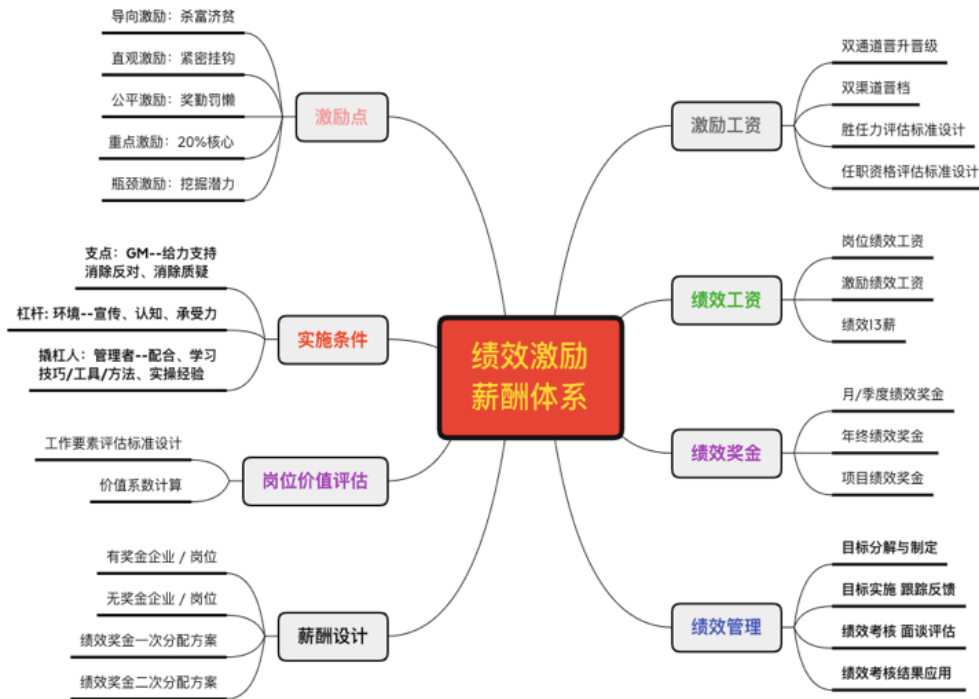 绩效激励
薪酬体系
激励点
导向激励：杀富济贫
直观激励：紧密挂钩
公平激励：奖勤罚懒
重点激励：20%核心
瓶颈激励：挖掘潜力
实施条件
支点：GM--给力支持
消除反对、消除质疑
杠杆: 环境--宣传、认知、承受力
撬杠人：管理者--配合、学习
技巧/工具/方法、实操经验
岗位价值评估
工作要素评估标准设计
价值系数计算
薪酬设计
有奖金企业 / 岗位
无奖金企业 / 岗位
绩效奖金一次分配方案
绩效奖金二次分配方案
激励工资
双通道晋升晋级
双渠道晋档
胜任力评估标准设计
任职资格评估标准设计
绩效工资
岗位绩效工资
激励绩效工资
绩效13薪
绩效奖金
月/季度绩效奖金
年终绩效奖金
项目绩效奖金
绩效管理
目标分解与制定
目标实施 跟踪反馈
绩效考核 面谈评估
绩效考核结果应用